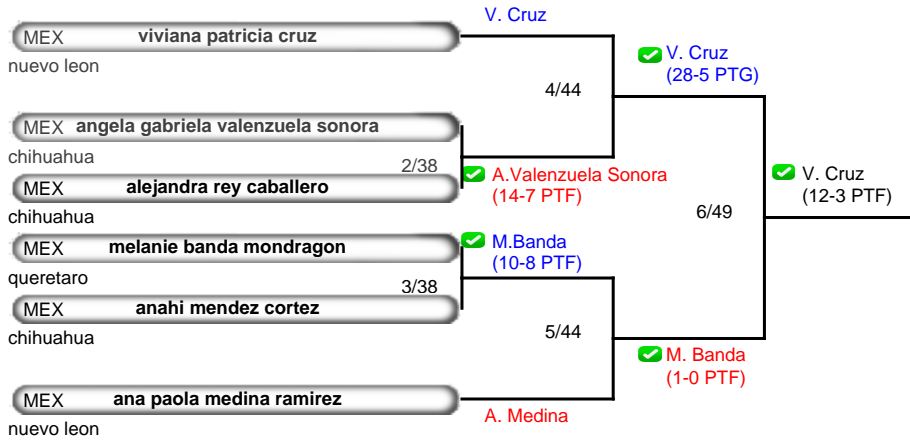 V. Cruz
MEX viviana patricia cruz
nuevo leon
V. Cruz
(28-5 PTG)
4/44
MEX angela gabriela valenzuela sonora
chihuahua
2/38
A.Valenzuela Sonora
(14-7 PTF)
MEX alejandra rey caballero
chihuahua
V. Cruz
(12-3 PTF)
6/49
MEX melanie banda mondragon
queretaro
M.Banda
(10-8 PTF)
3/38
MEX anahi mendez cortez
chihuahua
5/44
M. Banda
(1-0 PTF)
MEX ana paola medina ramirez
nuevo leon
A. Medina